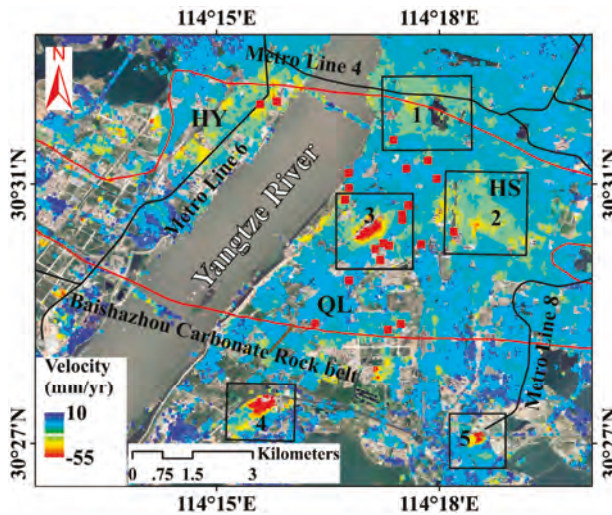 114°15'E 114°18'E
N
Metro Line 4
HY
1
30°31'N 30°31'N
Metro Line 6
HS
Yangtze River
3
2
QL
Baishazhou Carbonate Rock belt
Metro Line 8
Velocity
(mm/yr)
10
-55
4
5
30°27'N 30°27'N
Kilometers
0 .75 1.5 3
114°15'E 114°18'E